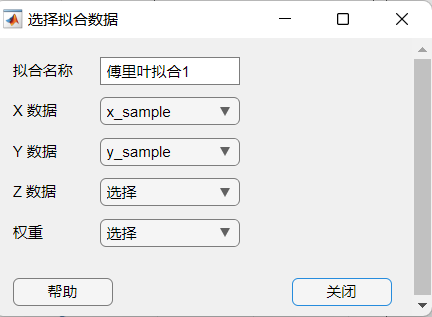 选择拟合数据
拟合名称 傅里叶拟合1
X 数据 x_sample
Y 数据 y_sample
Z 数据 选择
权重 选择
帮助 关闭